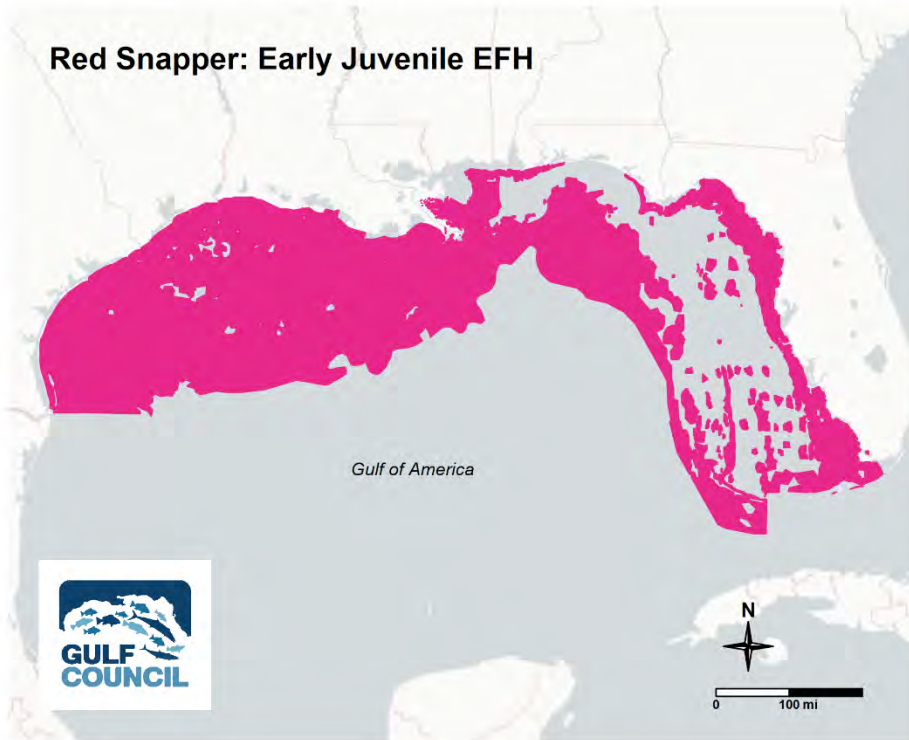 Red Snapper: Early Juvenile EFH
Gulf of America
GULF
COUNCIL
N
0 100 mi